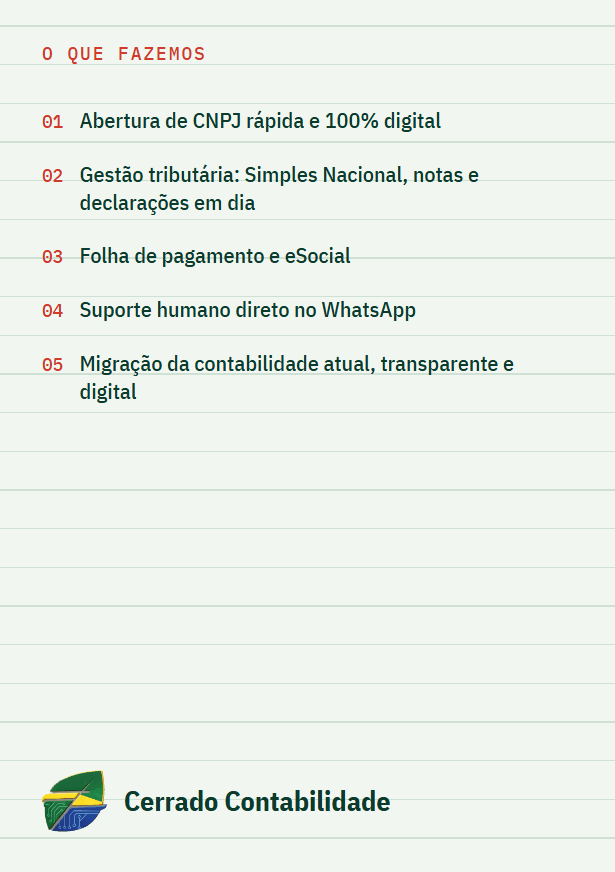 O QUE FAZEMOS
01 Abertura de CNPJ rápida e 100% digital
02 Gestão tributária: Simples Nacional, notas e
declarações em dia
03 Folha de pagamento e eSocial
04 Suporte humano direto no WhatsApp
05 Migração da contabilidade atual, transparente e
digital
Cerrado Contabilidade